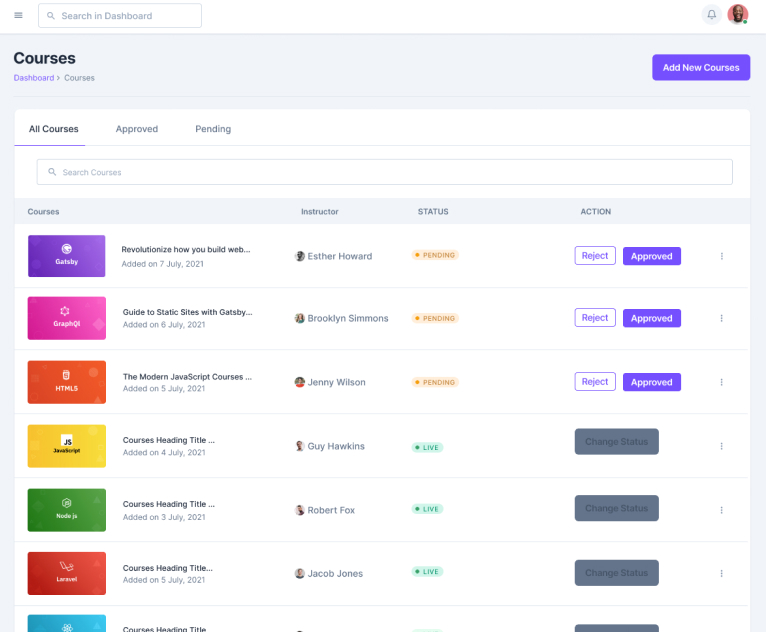 Search in Dashboard
Courses
Dashboard > Courses
Add New Courses
All Courses
Approved
Pending
Search Courses
Courses
Instructor
STATUS
ACTION
Gatsby
Revolutionize how you build web...
Added on 7 July, 2021
Esther Howard
PENDING
Reject
Approved
GraphQl
Guide to Static Sites with Gatsby...
Added on 6 July, 2021
Brooklyn Simmons
PENDING
Reject
Approved
HTML5
The Modern JavaScript Courses ...
Added on 5 July, 2021
Jenny Wilson
PENDING
Reject
Approved
JS
JavaScript
Courses Heading Title ...
Added on 4 July, 2021
Guy Hawkins
LIVE
Change Status
Node js
Courses Heading Title ...
Added on 3 July, 2021
Robert Fox
LIVE
Change Status
Laravel
Courses Heading Title...
Added on 5 July, 2021
Jacob Jones
LIVE
Change Status
Courses Heading Title